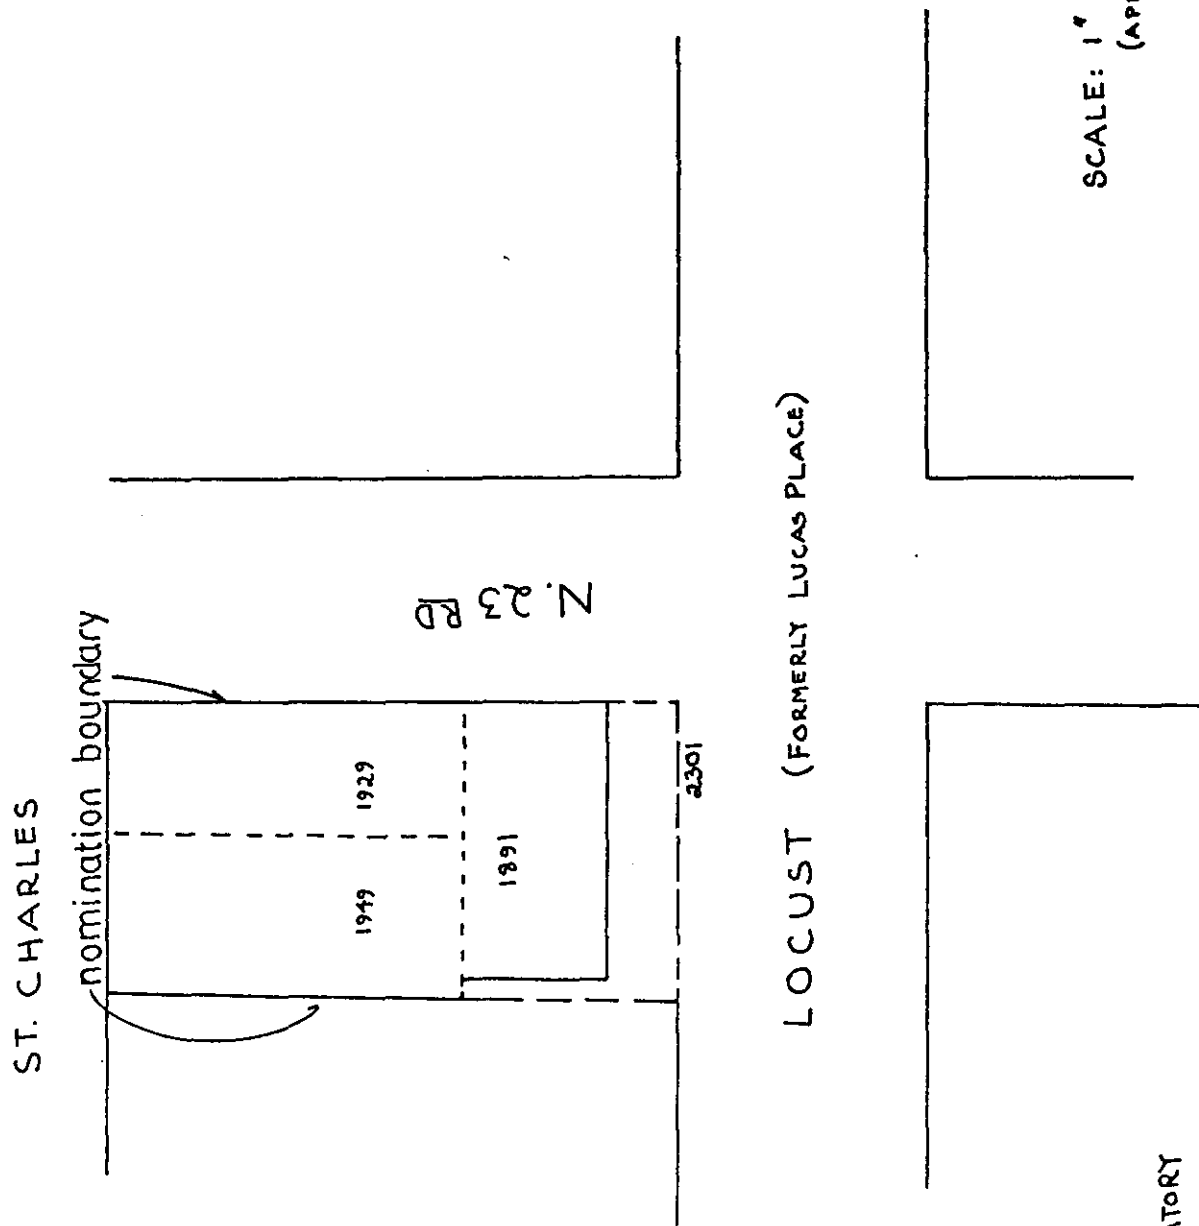 ST. CHARLES
nomination boundary
N. 23 RD
1949
1929
1891
2301
LOCUST (FORMERLY LUCAS PLACE)
SCALE: 1"